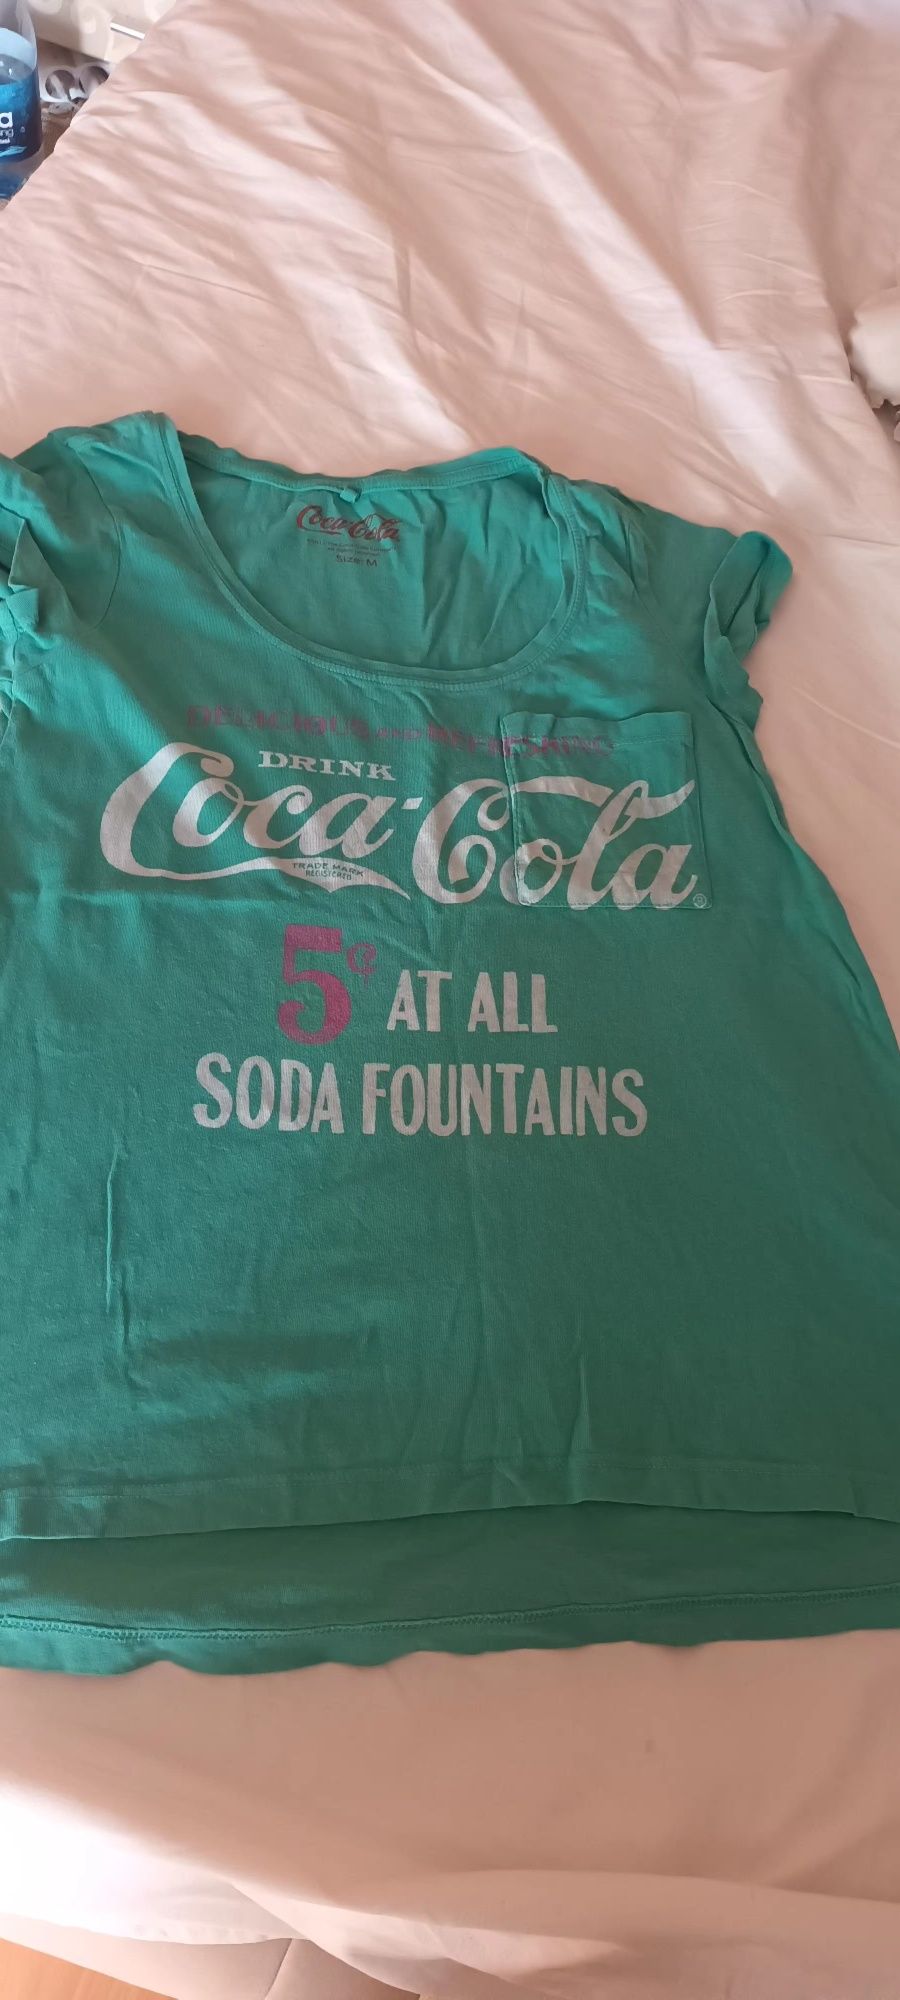 Coca-Cola
Size: M
DELICIOUS AND REFRESHING
DRINK
Coca-Cola
TRADE MARK
REGISTERED
®
5¢ AT ALL
SODA FOUNTAINS